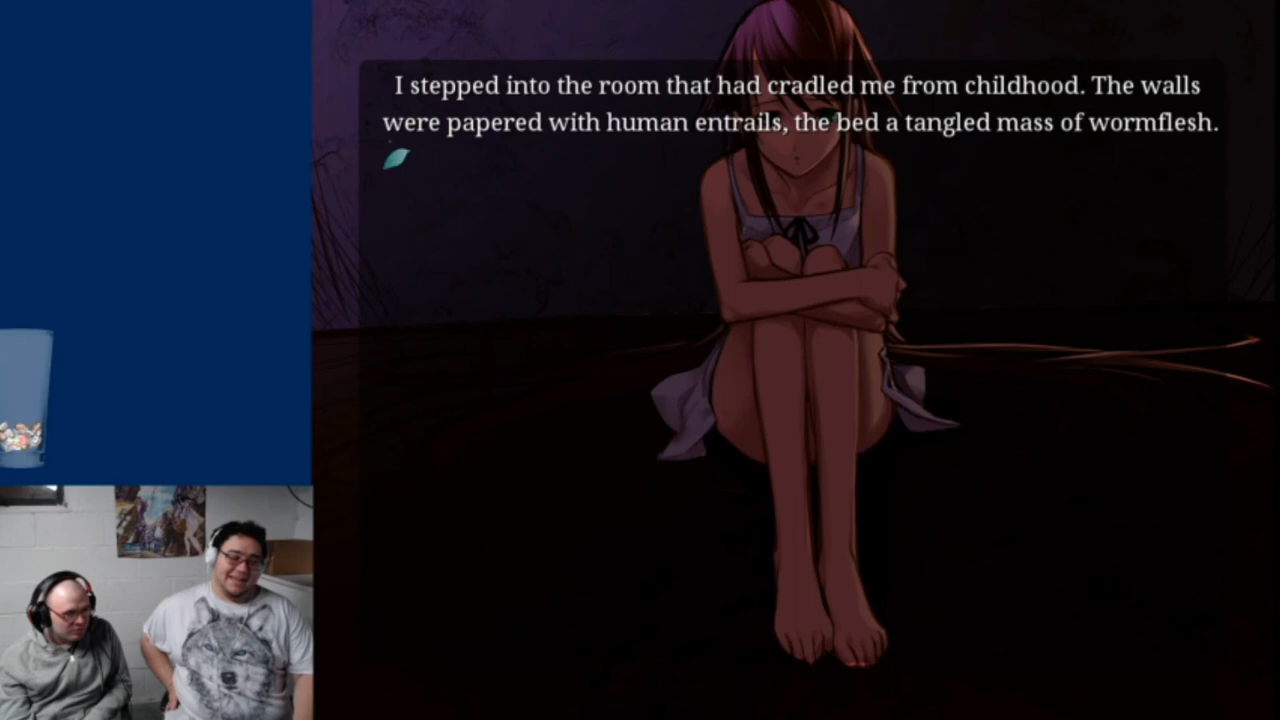 I stepped into the room that had cradled me from childhood. The walls
were papered with human entrails, the bed a tangled mass of wormflesh.